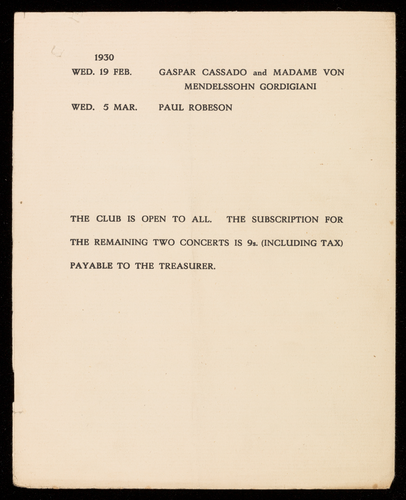 1930
WED. 19 FEB. GASPAR CASSADO and MADAME VON
MENDELSSOHN GORDIGIANI
WED. 5 MAR. PAUL ROBESON
THE CLUB IS OPEN TO ALL. THE SUBSCRIPTION FOR
THE REMAINING TWO CONCERTS IS 9s. (INCLUDING TAX)
PAYABLE TO THE TREASURER.